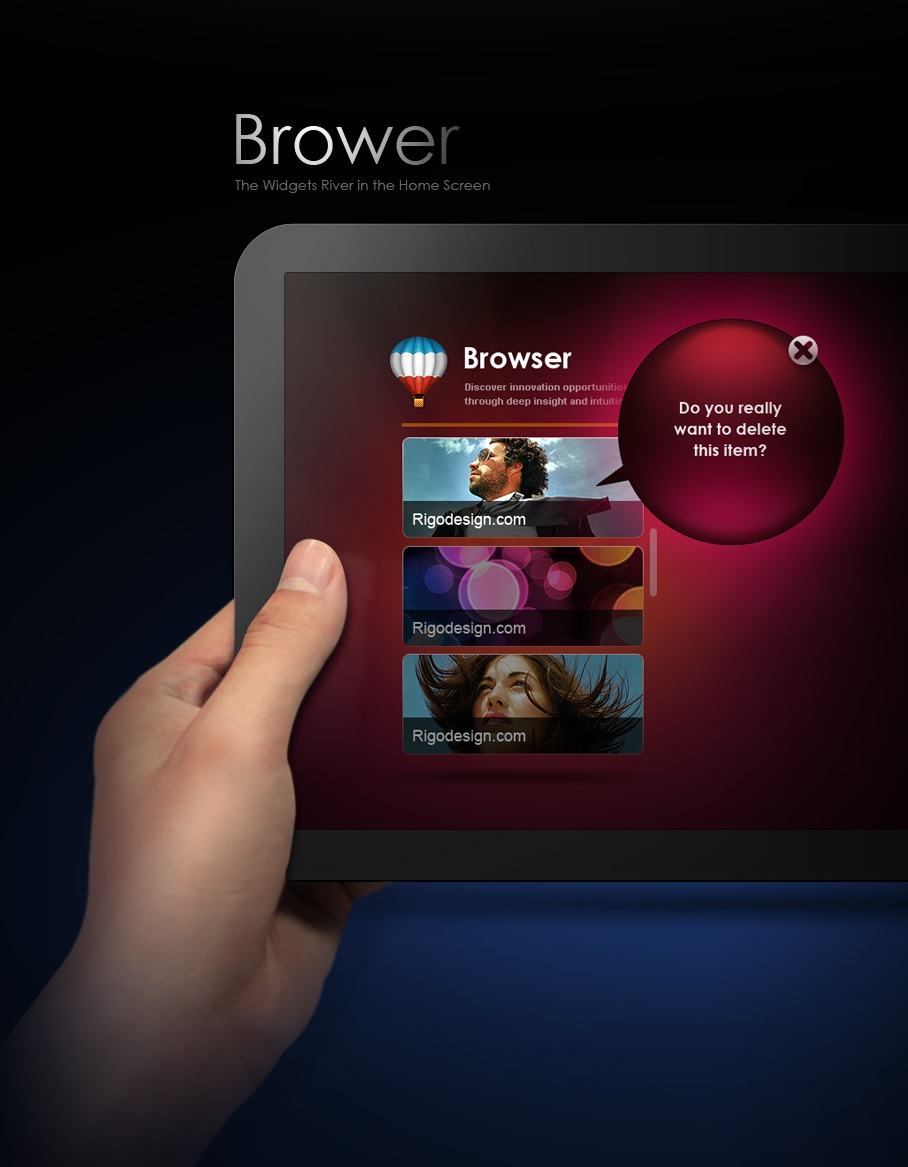 Brower
The Widgets River in the Home Screen
Browser
Discover innovation opportunities
through deep insight and
Do you really
want to delete
this item?
Rigodesign.com
Rigodesign.com
Rigodesign.com